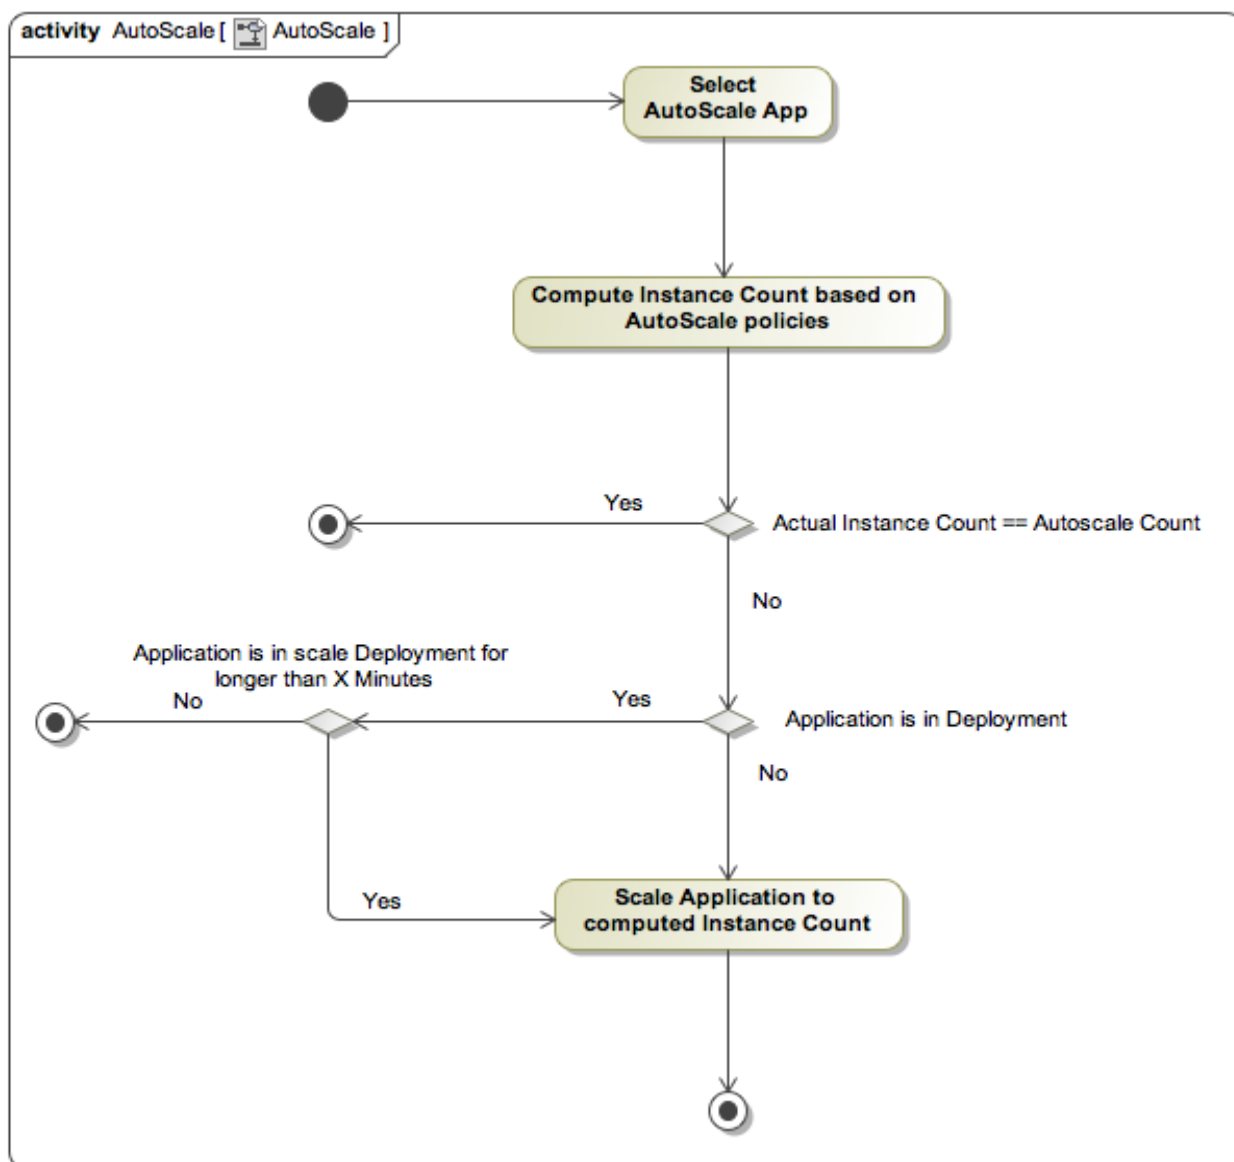 activity AutoScale [ AutoScale ]
Select
AutoScale App
Compute Instance Count based on
AutoScale policies
Yes
Actual Instance Count == Autoscale Count
No
Application is in scale Deployment for
longer than X Minutes
No
Yes
Application is in Deployment
No
Yes
Scale Application to
computed Instance Count